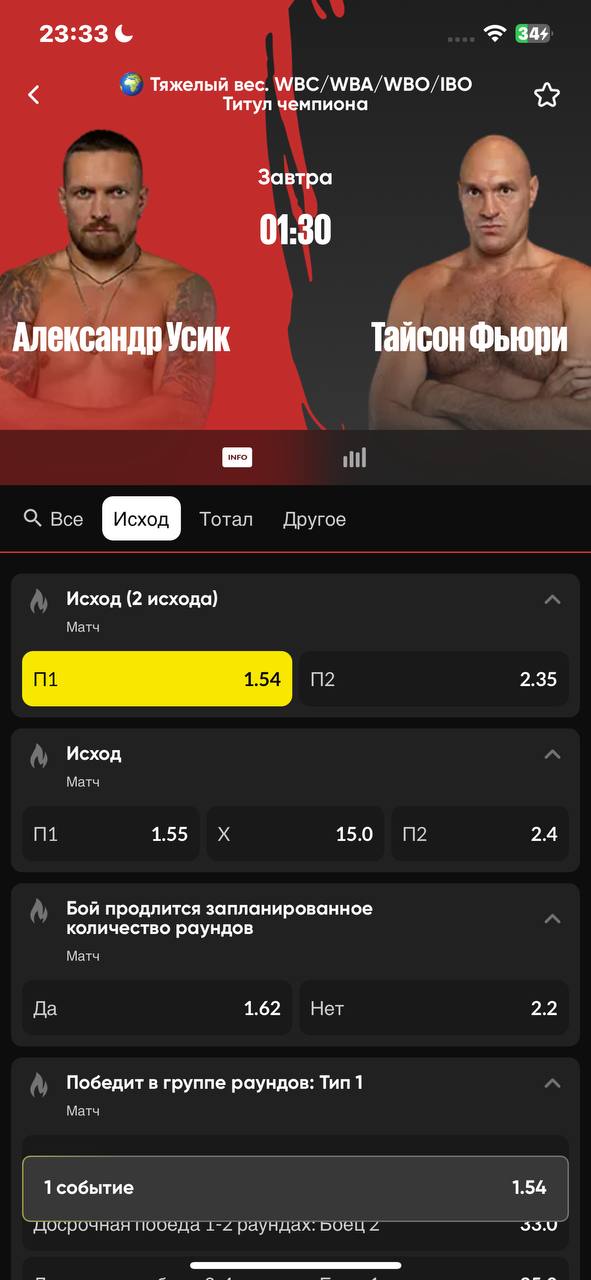 23:33
34
Тяжелый вес. WBC/WBA/WBO/IBO
Титул чемпиона
Завтра
01:30
Александр Усик
Тайсон Фьюри
INFO
Все
Исход
Тотал
Другое
Исход (2 исхода)
Матч
П1 1.54
П2 2.35
Исход
Матч
П1 1.55
X 15.0
П2 2.4
Бой продлится запланированное
количество раундов
Матч
Да 1.62
Нет 2.2
Победит в группе раундов: Тип 1
Матч
1 событие 1.54
Досрочная победа 1-2 раундах: Боец 2 33.0